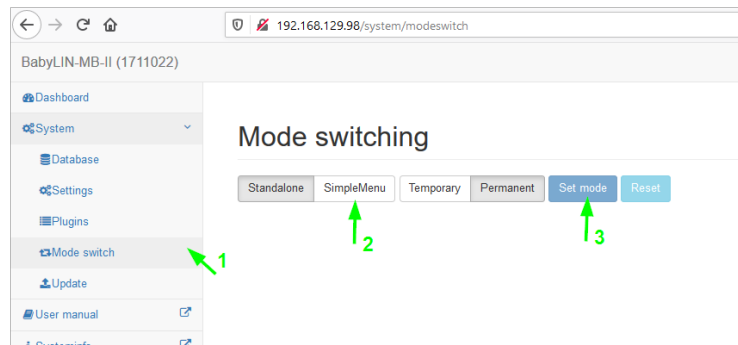 192.168.129.98/system/modeswitch
BabyLIN-MB-II (1711022)
Dashboard
System
Database
Settings
Plugins
Mode switch
Update
User manual
Systeminfo
Mode switching
Standalone SimpleMenu Temporary Permanent Set mode Reset
1
2
3